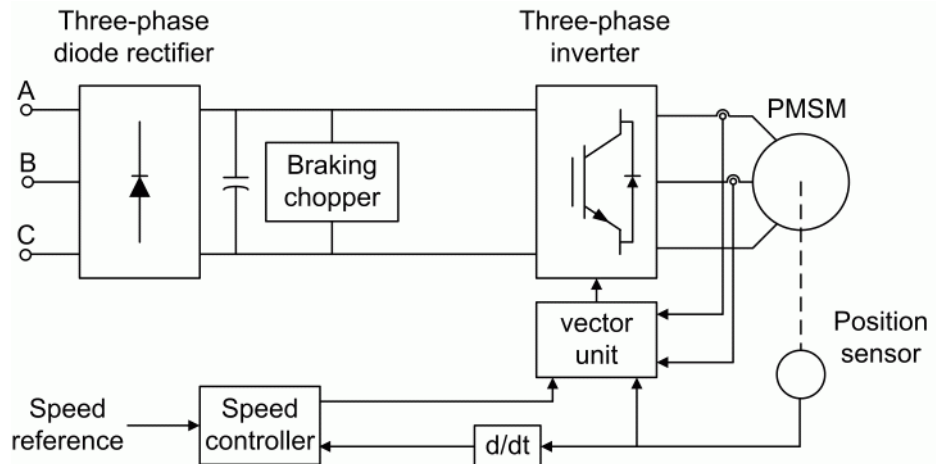 Three-phase
diode rectifier
Three-phase
inverter
A
B
C
Braking
chopper
PMSM
vector
unit
Position
sensor
Speed
reference
Speed
controller
d/dt